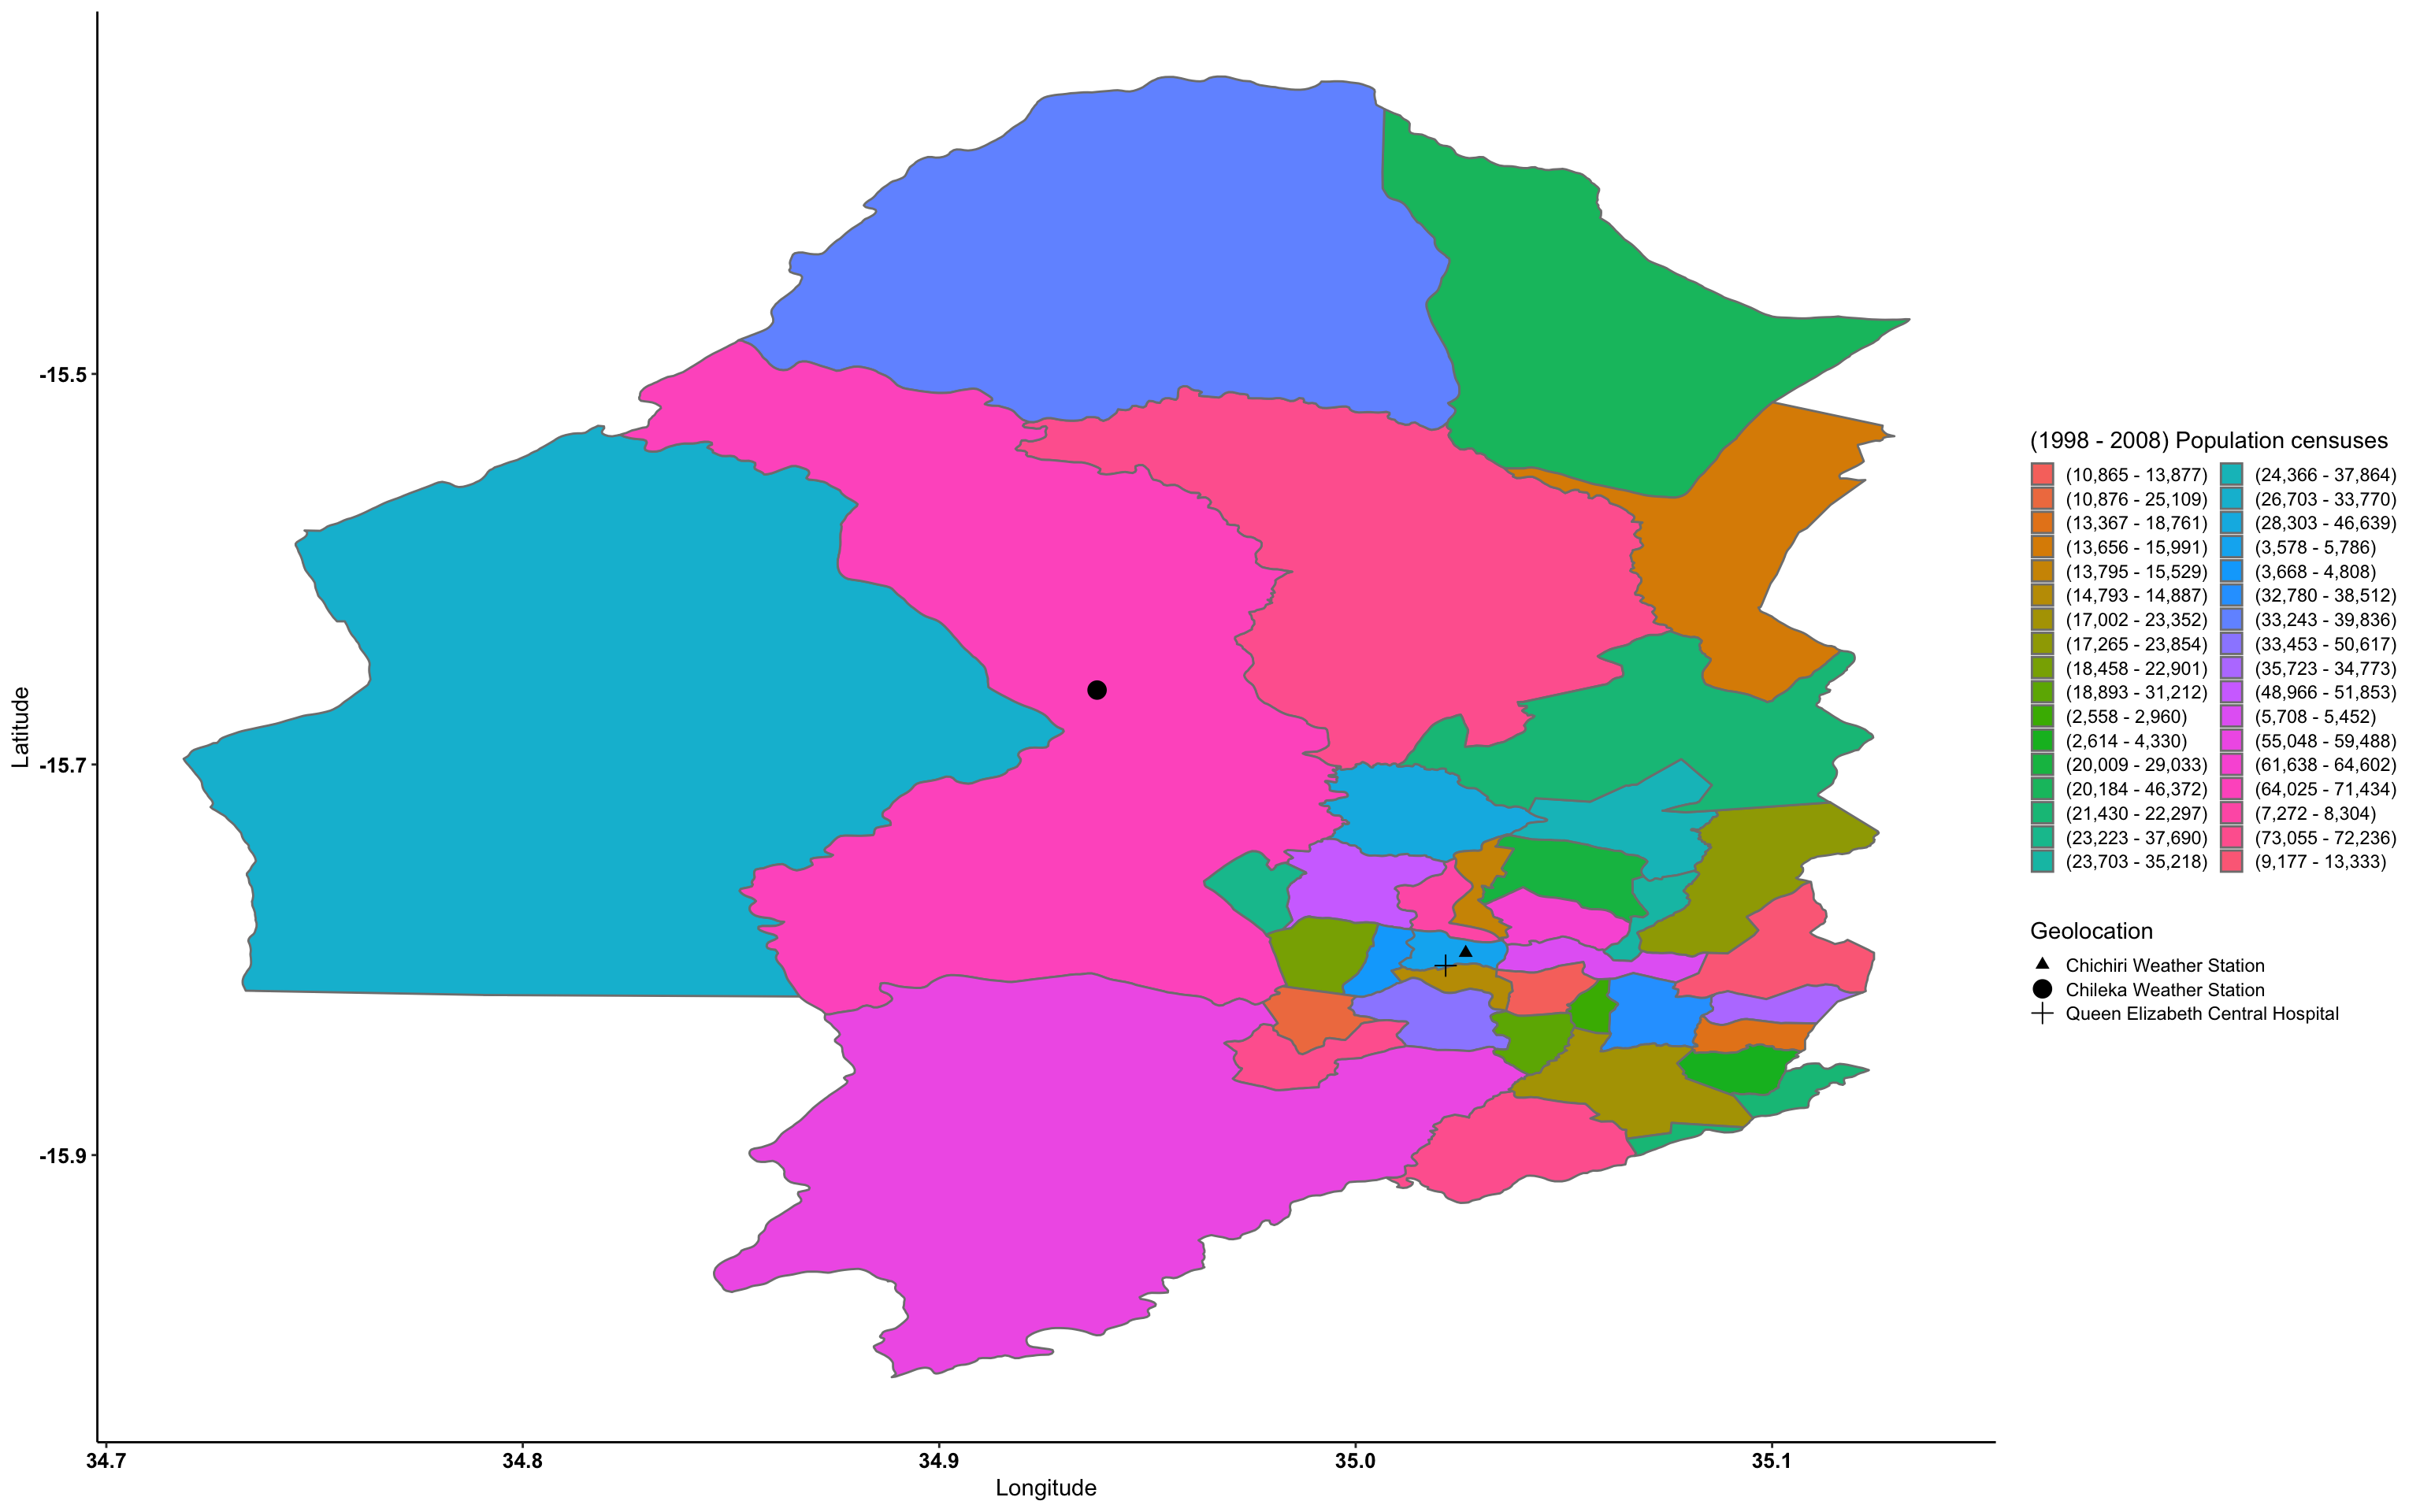 -15.5
-15.7
-15.9
Latitude
34.7
34.8
34.9
35.0
35.1
Longitude
(1998 - 2008) Population censuses
(10,865 - 13,877)
(10,876 - 25,109)
(13,367 - 18,761)
(13,656 - 15,991)
(13,795 - 15,529)
(14,793 - 14,887)
(17,002 - 23,352)
(17,265 - 23,854)
(18,458 - 22,901)
(18,893 - 31,212)
(2,558 - 2,960)
(2,614 - 4,330)
(20,009 - 29,033)
(20,184 - 46,372)
(21,430 - 22,297)
(23,223 - 37,690)
(23,703 - 35,218)
(24,366 - 37,864)
(26,703 - 33,770)
(28,303 - 46,639)
(3,578 - 5,786)
(3,668 - 4,808)
(32,780 - 38,512)
(33,243 - 39,836)
(33,453 - 50,617)
(35,723 - 34,773)
(48,966 - 51,853)
(5,708 - 5,452)
(55,048 - 59,488)
(61,638 - 64,602)
(64,025 - 71,434)
(7,272 - 8,304)
(73,055 - 72,236)
(9,177 - 13,333)
Geolocation
Chichiri Weather Station
Chileka Weather Station
Queen Elizabeth Central Hospital